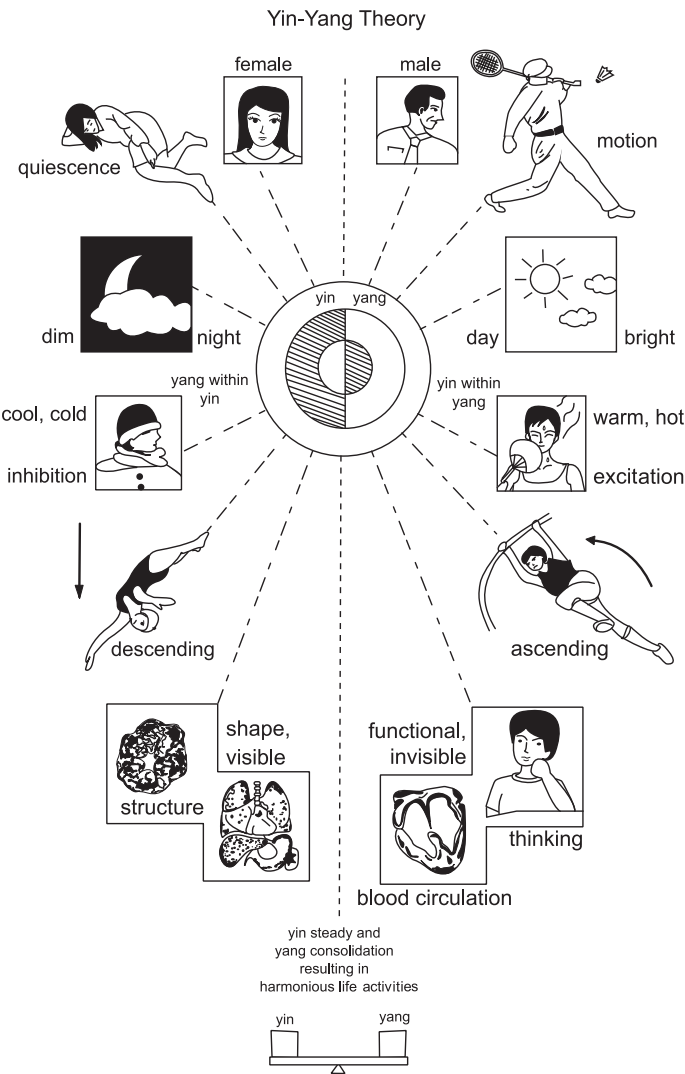 Yin-Yang Theory
female
male
quiescence
motion
yin yang
dim night
day bright
yang within
yin
yin within
yang
cool, cold
warm, hot
inhibition
excitation
descending
ascending
shape,
visible
structure
functional,
invisible
thinking
blood circulation
yin steady and
yang consolidation
resulting in
harmonious life activities
yin yang